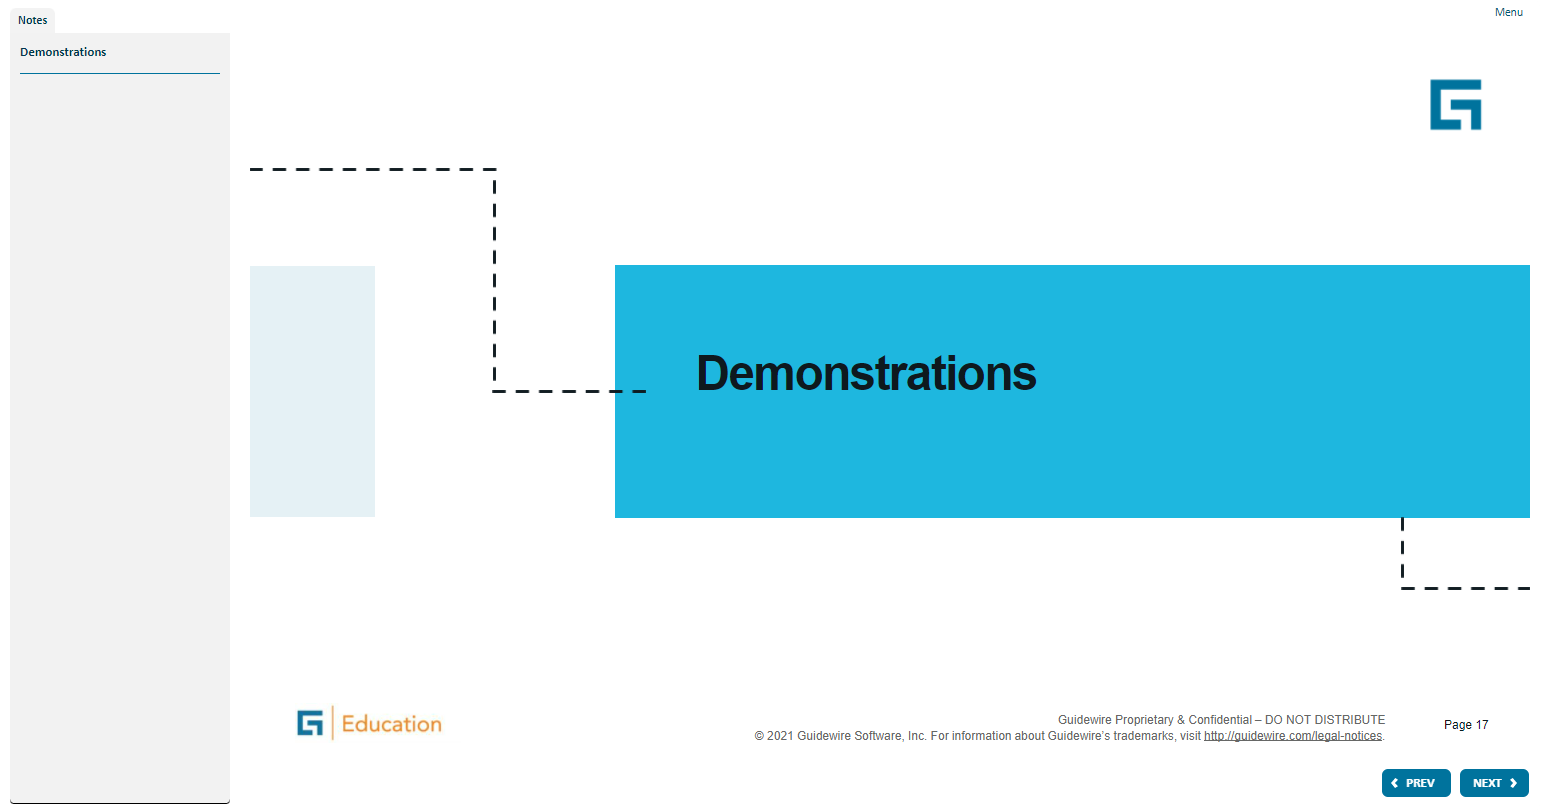 Notes
Menu
Demonstrations
Demonstrations
Education
Guidewire Proprietary & Confidential – DO NOT DISTRIBUTE
© 2021 Guidewire Software, Inc. For information about Guidewire's trademarks, visit http://guidewire.com/legal-notices.
Page 17
PREV
NEXT